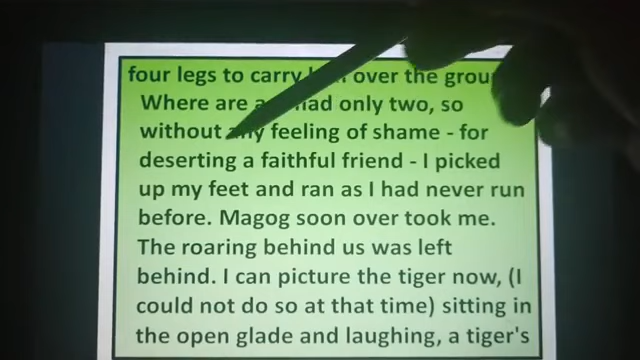 four legs to carry over the
Where are had only two, so
without any feeling of shame - for
deserting a faithful friend - I picked
up my feet and ran as I had never run
before. Magog soon over took me.
The roaring behind us was left
behind. I can picture the tiger now, (I
could not do so at that time) sitting in
the open glade and laughing, a tiger's